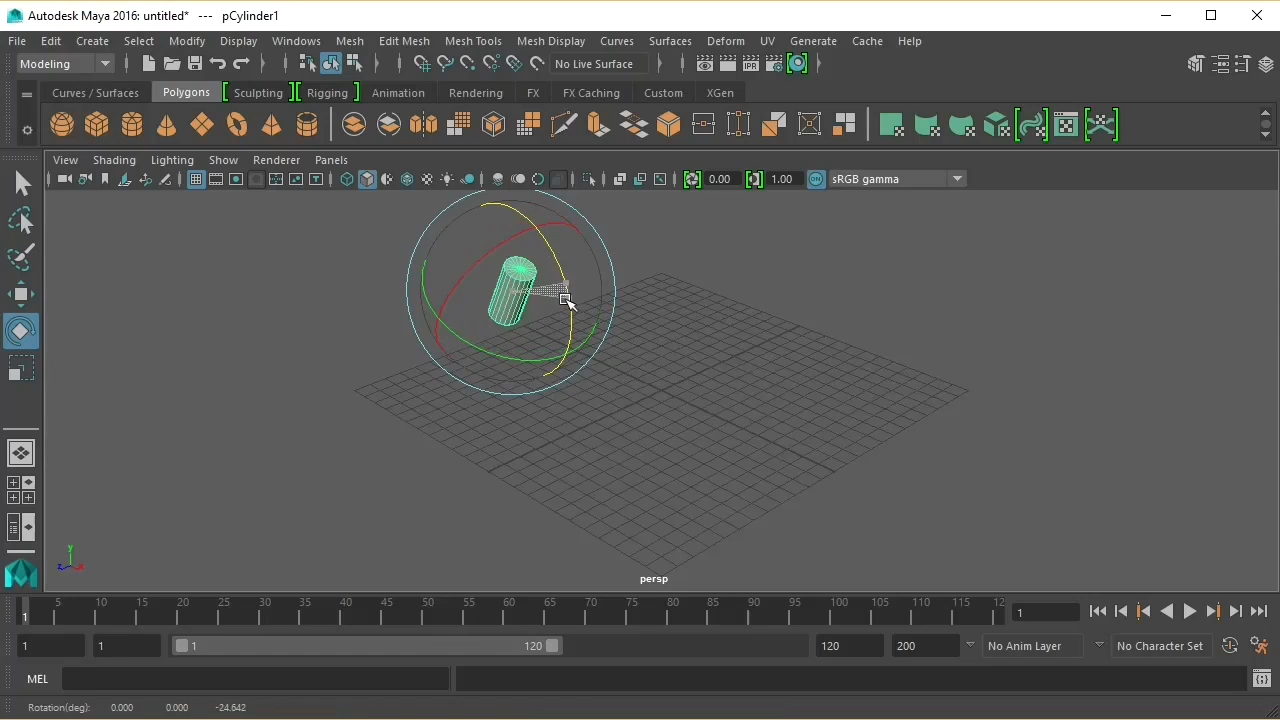 Autodesk Maya 2016: untitled* --- pCylinder1
File Edit Create Select Modify Display Windows Mesh Edit Mesh Mesh Tools Mesh Display Curves Surfaces Deform UV Generate Cache Help
Modeling No Live Surface
Curves / Surfaces Polygons Sculpting Rigging Animation Rendering FX FX Caching Custom XGen
View Shading Lighting Show Renderer Panels
0.00 1.00 ON sRGB gamma
y
z x
persp
5 10 15 20 25 30 35 40 45 50 55 60 65 70 75 80 85 90 95 100 105 110 115 12
1 1
1 1 1 120 120 200 No Anim Layer No Character Set
MEL
Rotation(deg): 0.000 0.000 -24.642